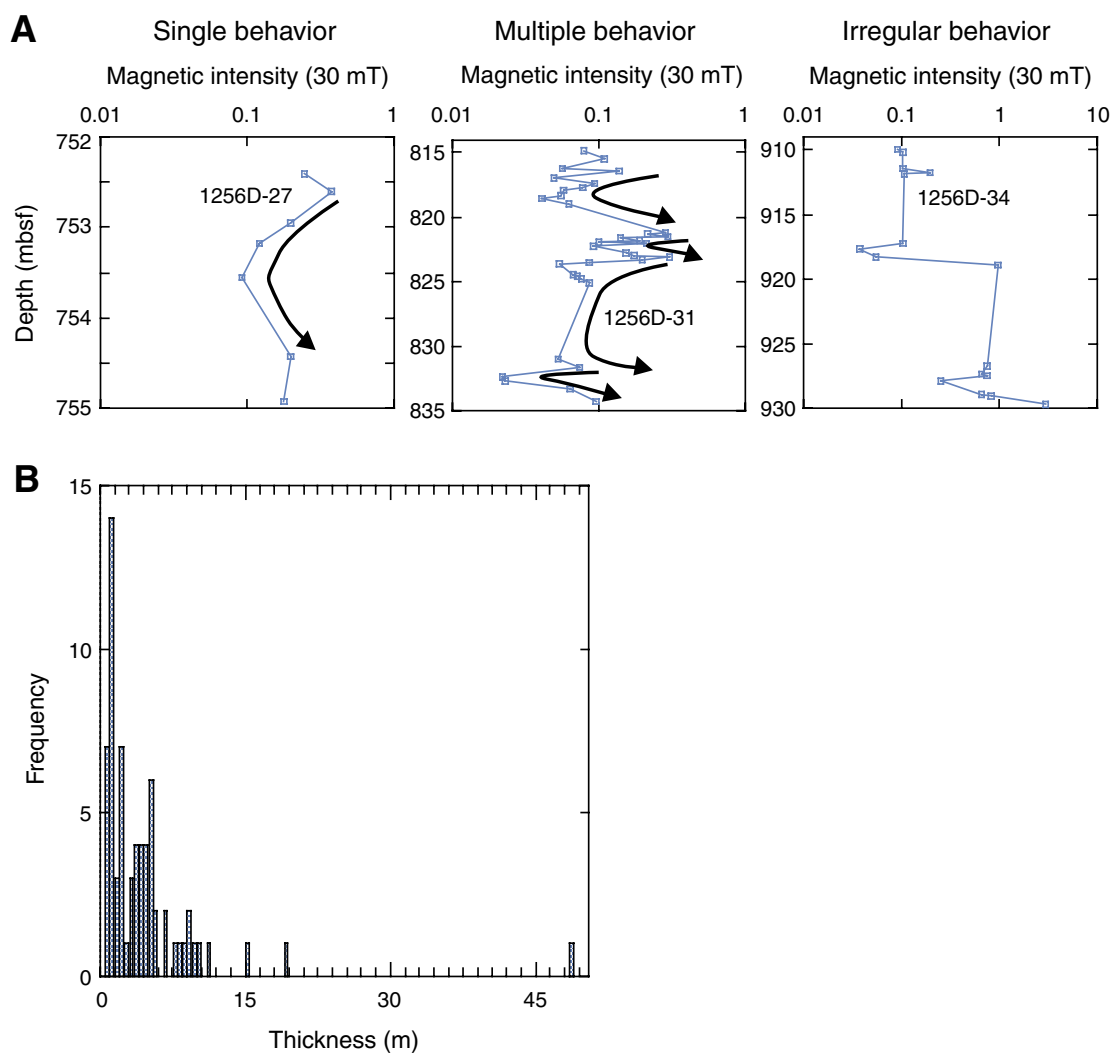 A
Single behavior
Multiple behavior
Irregular behavior
Magnetic intensity (30 mT)
Magnetic intensity (30 mT)
Magnetic intensity (30 mT)
0.01 0.1 1
0.01 0.1 1
0.01 0.1 1 10
Depth (mbsf)
752
753
754
755
1256D-27
815
820
825
830
835
1256D-31
910
915
920
925
930
1256D-34
B
Frequency
15
10
5
0
0 15 30 45
Thickness (m)